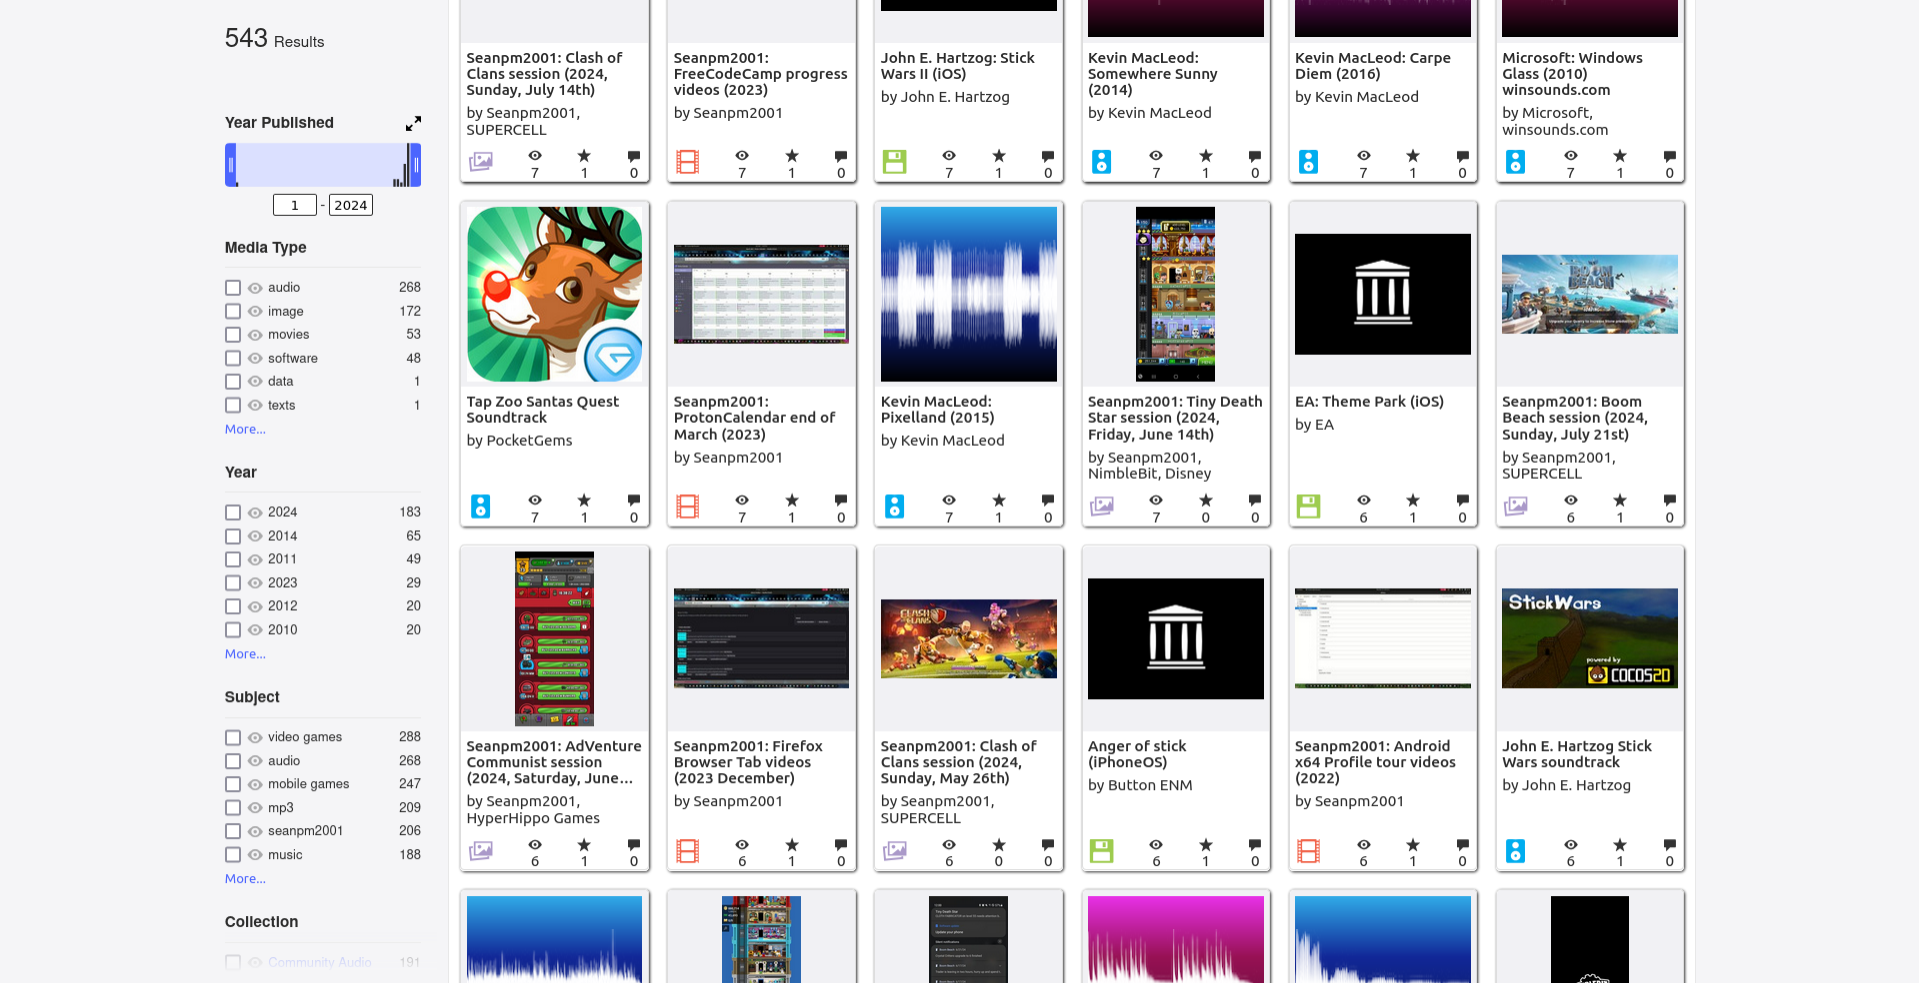 543 Results
Year Published
1 - 2024
Media Type
audio 268
image 172
movies 53
software 48
data 1
texts 1
More...
Year
2024 183
2014 65
2011 49
2023 29
2012 20
2010 20
More...
Subject
video games 288
audio 268
mobile games 247
mp3 209
seanpm2001 206
music 188
More...
Collection
Community Audio 191
Seanpm2001: Clash of
Clans session (2024,
Sunday, July 14th)
by Seanpm2001,
SUPERCELL
7 1 0
Seanpm2001:
FreeCodeCamp progress
videos (2023)
by Seanpm2001
7 1 0
John E. Hartzog: Stick
Wars II (iOS)
by John E. Hartzog
7 1 0
Kevin MacLeod:
Somewhere Sunny
(2014)
by Kevin MacLeod
7 1 0
Kevin MacLeod: Carpe
Diem (2016)
by Kevin MacLeod
7 1 0
Microsoft: Windows
Glass (2010)
winsounds.com
by Microsoft,
winsounds.com
7 1 0
Tap Zoo Santas Quest
Soundtrack
by PocketGems
7 1 0
Seanpm2001:
ProtonCalendar end of
March (2023)
by Seanpm2001
7 1 0
Kevin MacLeod:
Pixelland (2015)
by Kevin MacLeod
7 1 0
Seanpm2001: Tiny Death
Star session (2024,
Friday, June 14th)
by Seanpm2001,
NimbleBit, Disney
7 0 0
EA: Theme Park (iOS)
by EA
6 1 0
BOOM
BEACH
Seanpm2001: Boom
Beach session (2024,
Sunday, July 21st)
by Seanpm2001,
SUPERCELL
6 1 0
Seanpm2001: AdVenture
Communist session
(2024, Saturday, June...
by Seanpm2001,
HyperHippo Games
6 1 0
Seanpm2001: Firefox
Browser Tab videos
(2023 December)
by Seanpm2001
6 1 0
CLASH
CLANS
Seanpm2001: Clash of
Clans session (2024,
Sunday, May 26th)
by Seanpm2001,
SUPERCELL
6 0 0
Anger of stick
(iPhoneOS)
by Button ENM
6 1 0
Seanpm2001: Android
x64 Profile tour videos
(2022)
by Seanpm2001
6 1 0
StickWars
powered by
COCOS2D
John E. Hartzog Stick
Wars soundtrack
by John E. Hartzog
6 1 0